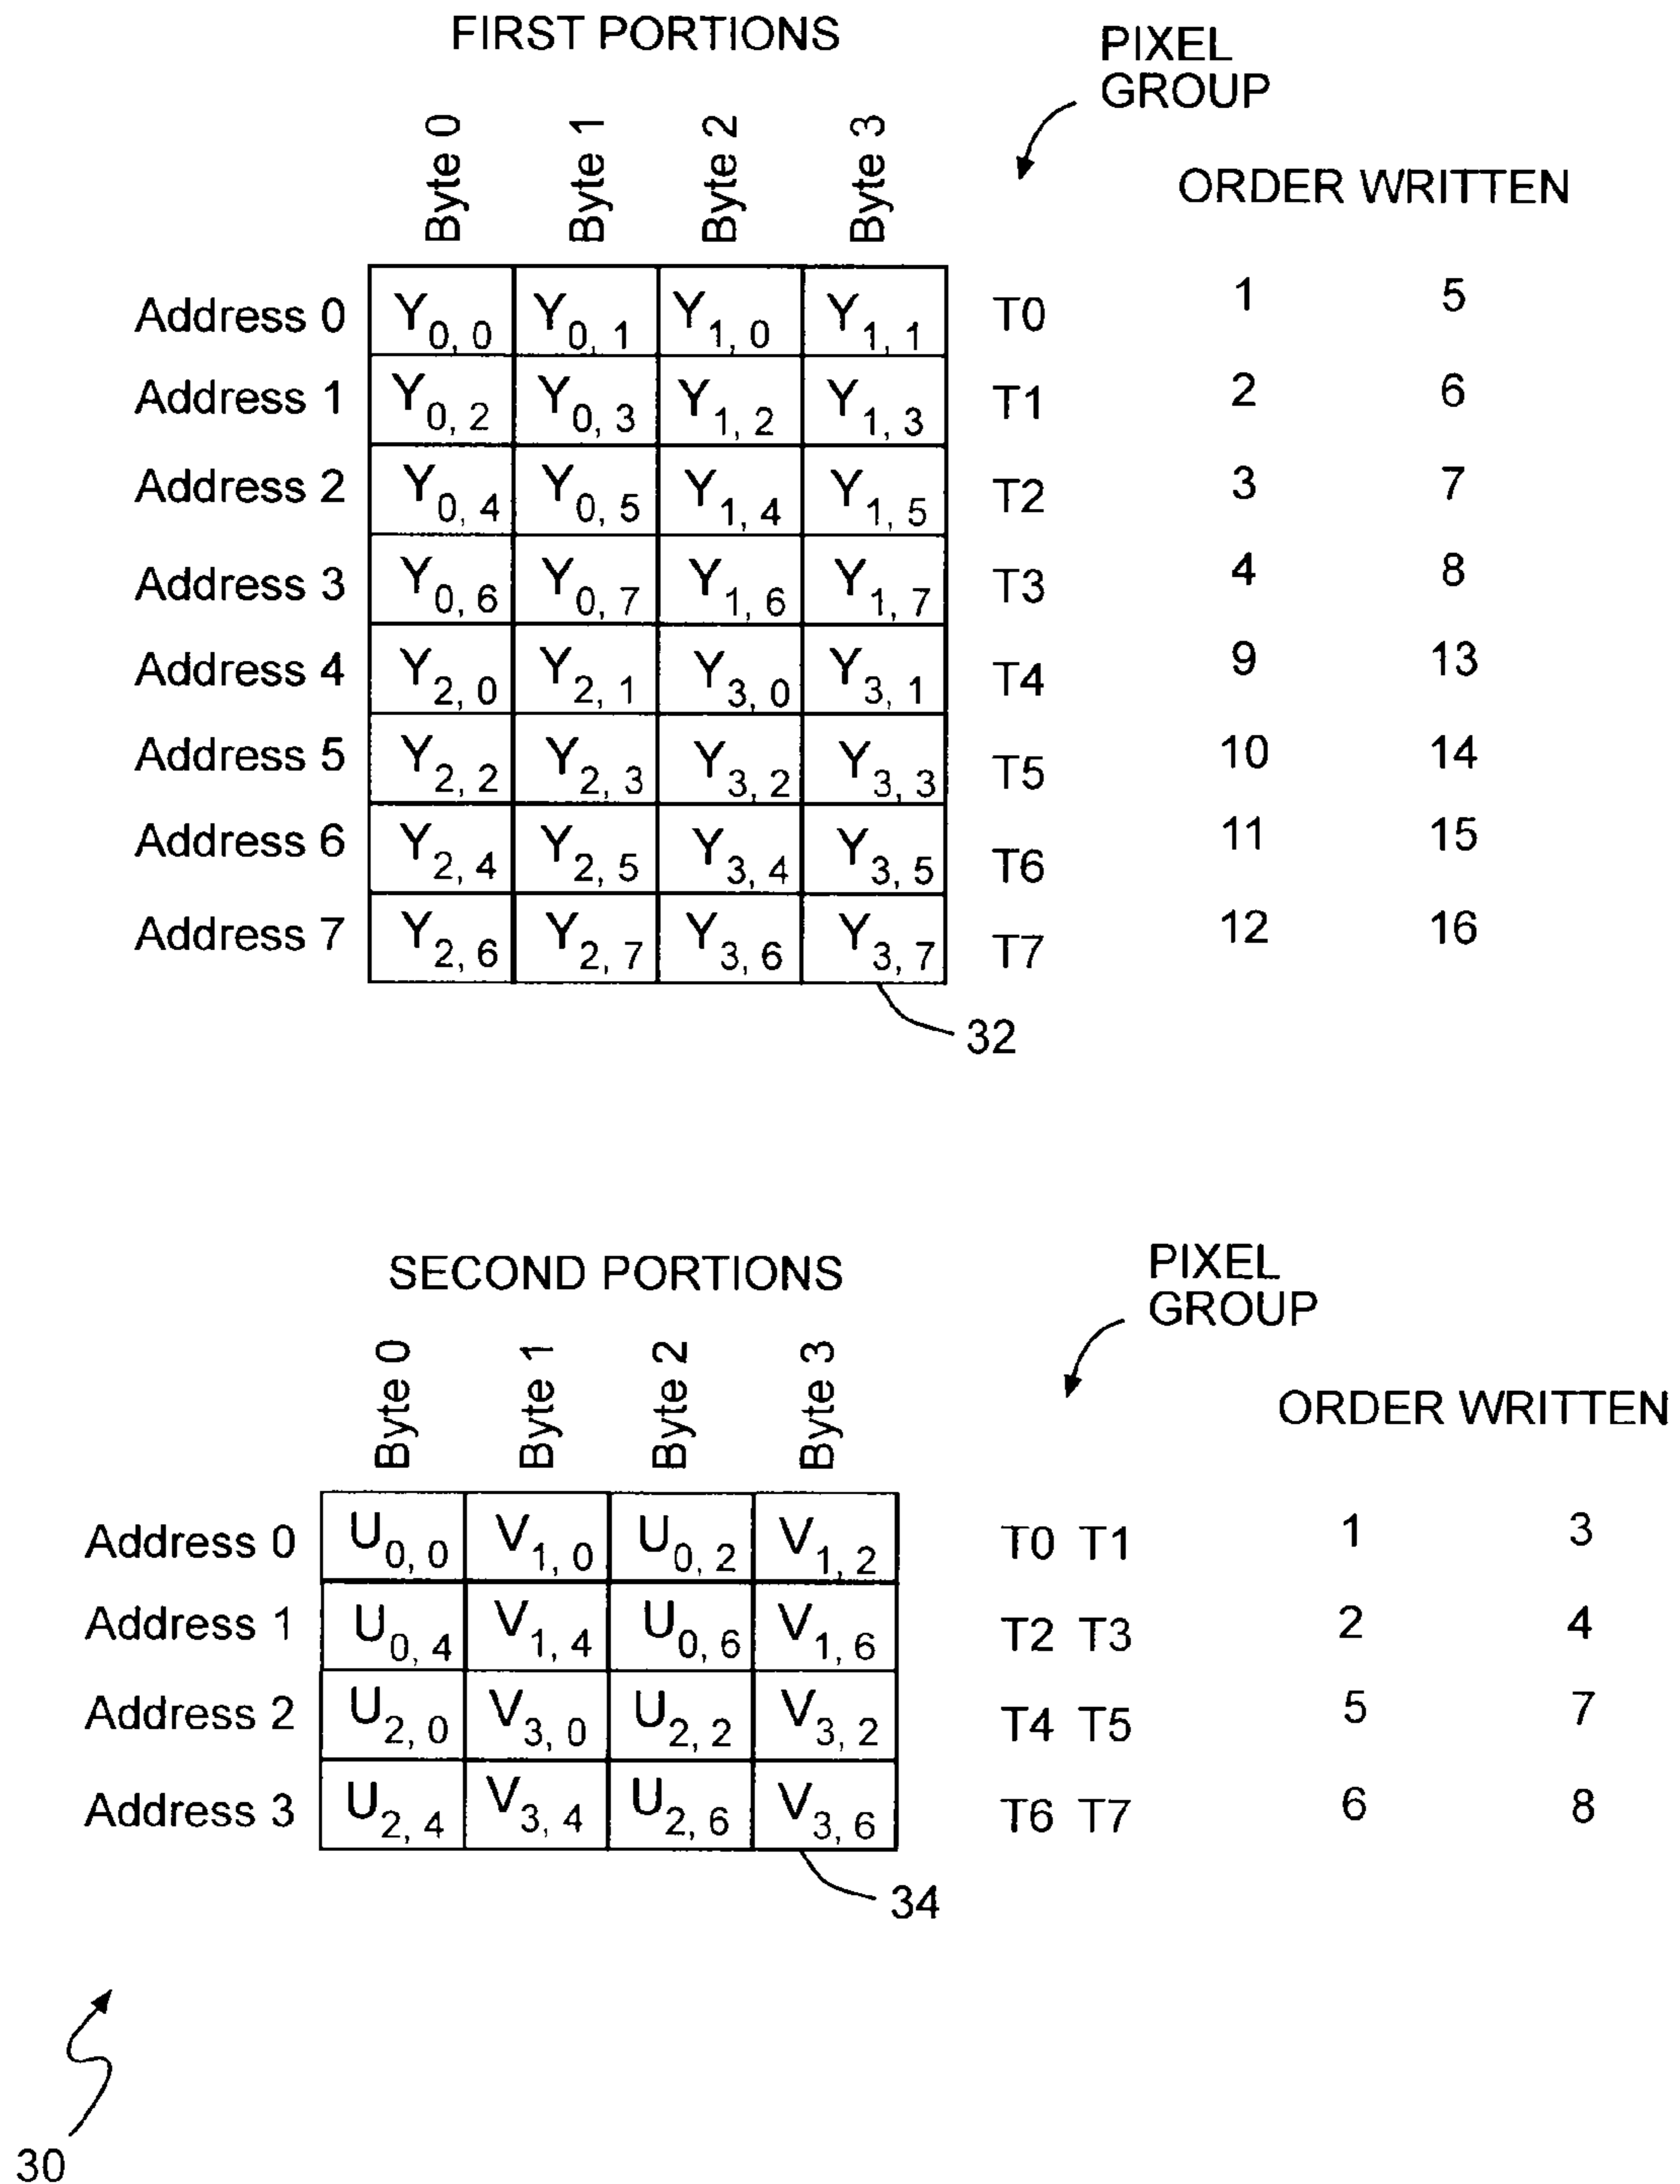 FIRST PORTIONS
PIXEL
GROUP
Byte 0 Byte 1 Byte 2 Byte 3
ORDER WRITTEN
Address 0 Y0, 0 Y0, 1 Y1, 0 Y1, 1 T0 1 5
Address 1 Y0, 2 Y0, 3 Y1, 2 Y1, 3 T1 2 6
Address 2 Y0, 4 Y0, 5 Y1, 4 Y1, 5 T2 3 7
Address 3 Y0, 6 Y0, 7 Y1, 6 Y1, 7 T3 4 8
Address 4 Y2, 0 Y2, 1 Y3, 0 Y3, 1 T4 9 13
Address 5 Y2, 2 Y2, 3 Y3, 2 Y3, 3 T5 10 14
Address 6 Y2, 4 Y2, 5 Y3, 4 Y3, 5 T6 11 15
Address 7 Y2, 6 Y2, 7 Y3, 6 Y3, 7 T7 12 16
32
SECOND PORTIONS
PIXEL
GROUP
Byte 0 Byte 1 Byte 2 Byte 3
ORDER WRITTEN
Address 0 U0, 0 V1, 0 U0, 2 V1, 2 T0 T1 1 3
Address 1 U0, 4 V1, 4 U0, 6 V1, 6 T2 T3 2 4
Address 2 U2, 0 V3, 0 U2, 2 V3, 2 T4 T5 5 7
Address 3 U2, 4 V3, 4 U2, 6 V3, 6 T6 T7 6 8
34
30